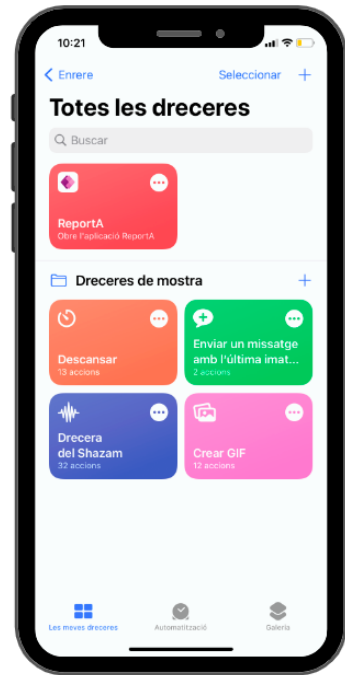 10:21
Enrere
Seleccionar
Totes les dreceres
Buscar
ReportA
Obre l'aplicació ReportA
Dreceres de mostra
Descansar
13 accions
Enviar un missatge
amb l'última imat...
2 accions
Drecera
del Shazam
32 accions
Crear GIF
12 accions
Les meves dreceres
Automatització
Galeria